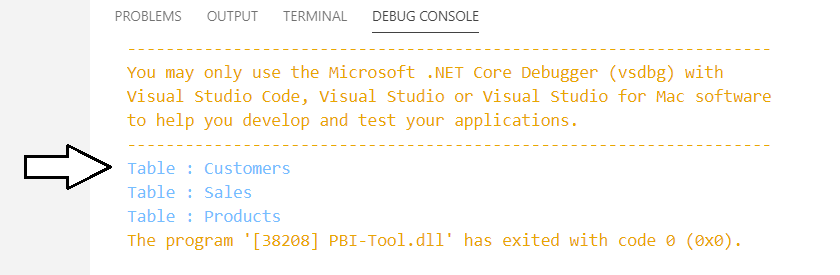 PROBLEMS OUTPUT TERMINAL DEBUG CONSOLE
-------------------------------------------------------------------
You may only use the Microsoft .NET Core Debugger (vsdbg) with
Visual Studio Code, Visual Studio or Visual Studio for Mac software
to help you develop and test your applications.
-------------------------------------------------------------------
Table : Customers
Table : Sales
Table : Products
The program '[38208] PBI-Tool.dll' has exited with code 0 (0x0).